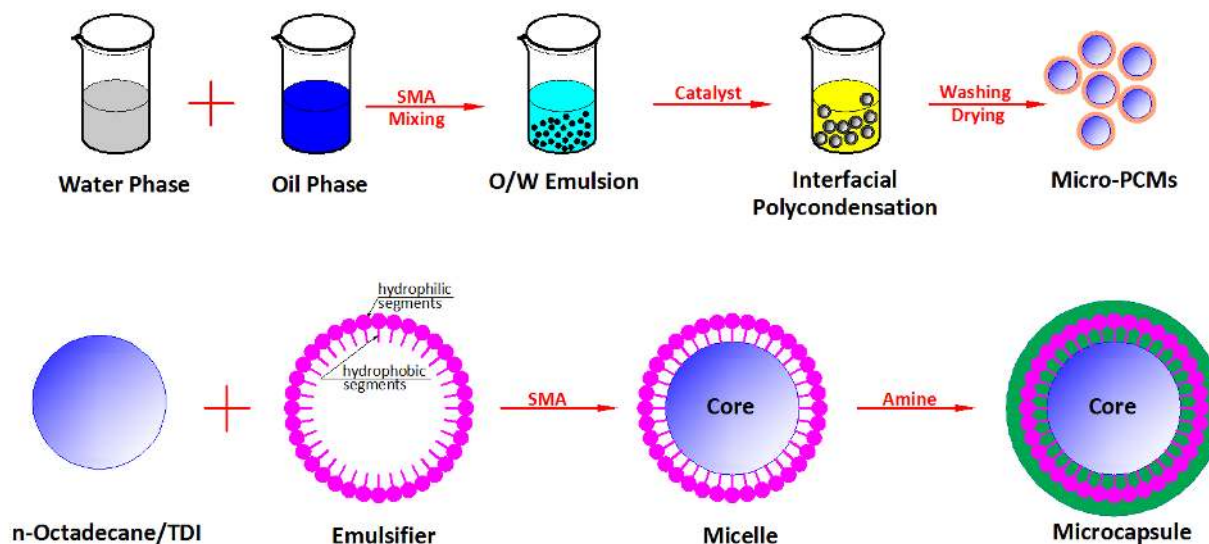 SMA
Mixing
Catalyst
Washing
Drying
Water Phase
Oil Phase
O/W Emulsion
Interfacial
Polycondensation
Micro-PCMs
hydrophilic
segments
hydrophobic
segments
SMA
Amine
Core
Core
n-Octadecane/TDI
Emulsifier
Micelle
Microcapsule